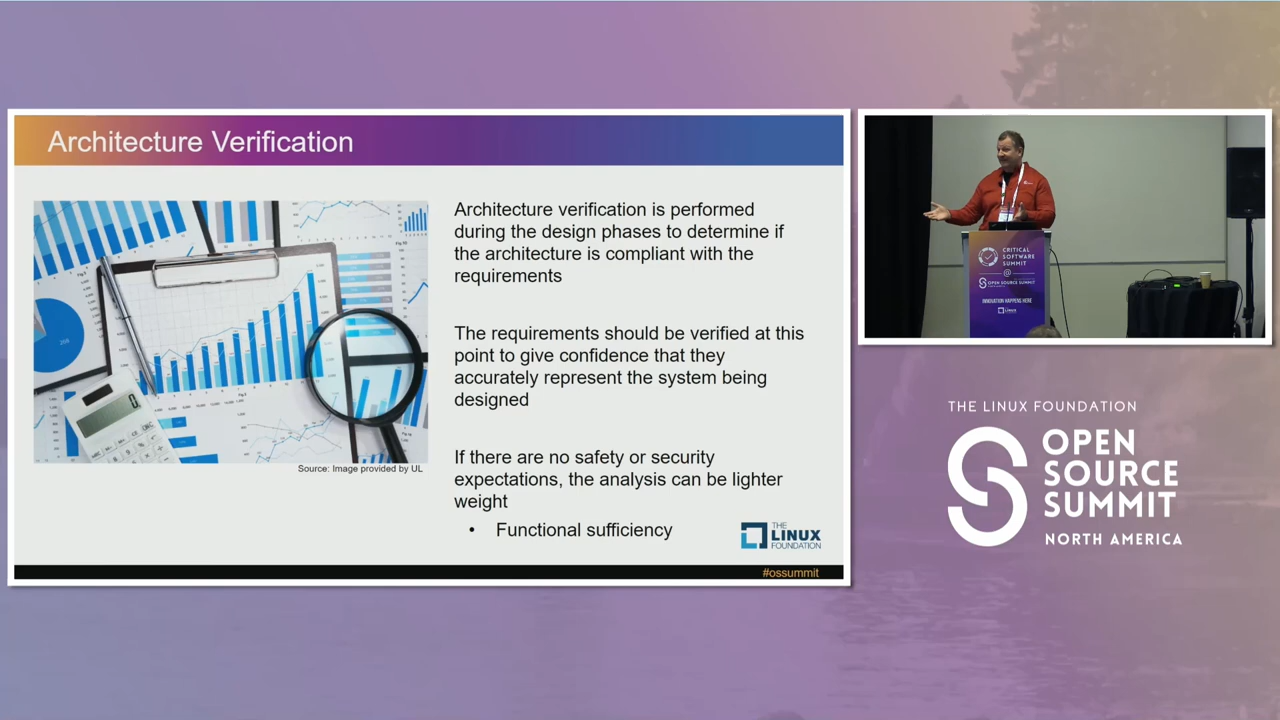 Architecture Verification
Architecture verification is performed
during the design phases to determine if
the architecture is compliant with the
requirements
The requirements should be verified at this
point to give confidence that they
accurately represent the system being
designed
If there are no safety or security
expectations, the analysis can be lighter
weight
• Functional sufficiency
Source: Image provided by UL
THE
LINUX
FOUNDATION
#ossummit
CRITICAL
SOFTWARE
SUMMIT
@
OPEN SOURCE SUMMIT
INNOVATION HAPPENS HERE
LINUX
THE LINUX FOUNDATION
OPEN
SOURCE
SUMMIT
NORTH AMERICA